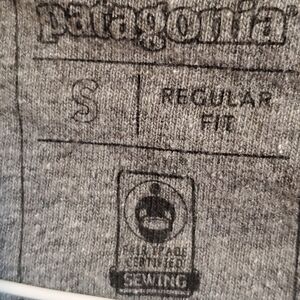 patagonia®
S
REGULAR
FIT
FAIR TRADE
CERTIFIED
SEWING